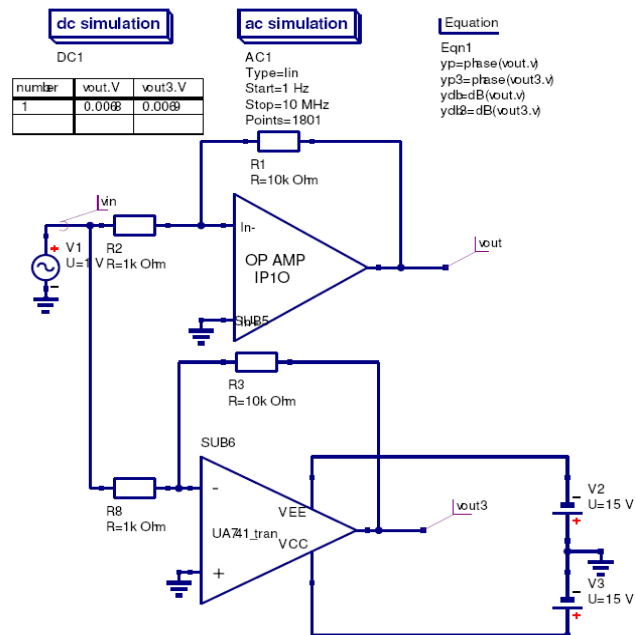 dc simulation
DC1
number vout.V vout3.V
1 0.0068 0.0069
ac simulation
AC1
Type=lin
Start=1 Hz
Stop=10 MHz
Points=1801
Equation
Eqn1
yp=phase(vout.v)
yp3=phase(vout3.v)
ydb=dB(vout.v)
ydb3=dB(vout3.v)
R1
R=10k Ohm
vin
V1
U=1 V
R2
R=1k Ohm
In-
OP AMP
IP1O
In+
SUB5
vout
R3
R=10k Ohm
SUB6
R8
R=1k Ohm
-
VEE
UA741_tran
VCC
+
vout3
V2
U=15 V
V3
U=15 V